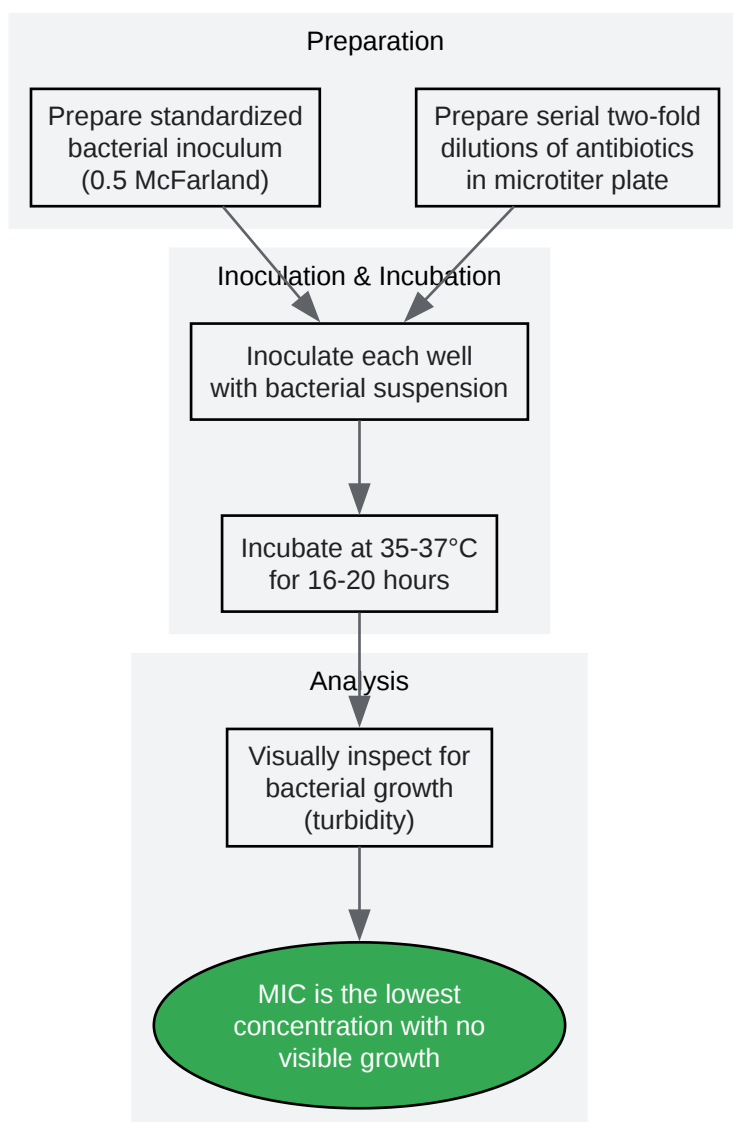 Preparation
Prepare standardized
bacterial inoculum
(0.5 McFarland)
Prepare serial two-fold
dilutions of antibiotics
in microtiter plate
Inoculation & Incubation
Inoculate each well
with bacterial suspension
Incubate at 35-37°C
for 16-20 hours
Analysis
Visually inspect for
bacterial growth
(turbidity)
MIC is the lowest
concentration with no
visible growth